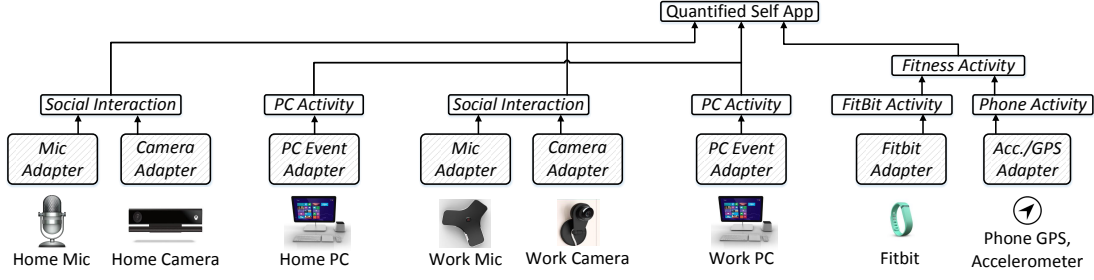 Quantified Self App
Fitness Activity
Social Interaction
PC Activity
Social Interaction
PC Activity
FitBit Activity
Phone Activity
Mic
Adapter
Camera
Adapter
PC Event
Adapter
Mic
Adapter
Camera
Adapter
PC Event
Adapter
Fitbit
Adapter
Acc./GPS
Adapter
Home Mic
Home Camera
Home PC
Work Mic
Work Camera
Work PC
Fitbit
Phone GPS,
Accelerometer